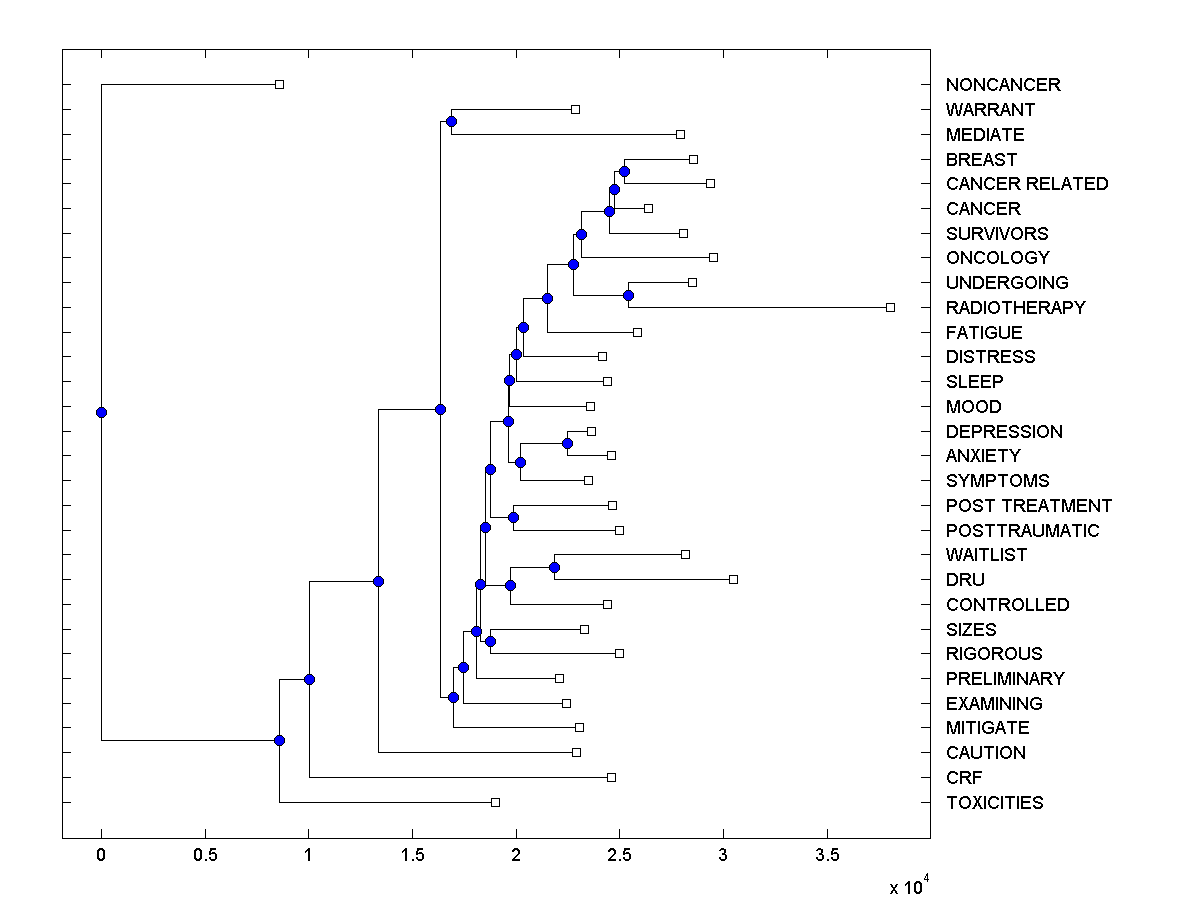 NONCANCER
WARRANT
MEDIATE
BREAST
CANCER RELATED
CANCER
SURVIVORS
ONCOLOGY
UNDERGOING
RADIOTHERAPY
FATIGUE
DISTRESS
SLEEP
MOOD
DEPRESSION
ANXIETY
SYMPTOMS
POST TREATMENT
POSTTRAUMATIC
WAITLIST
DRU
CONTROLLED
SIZES
RIGOROUS
PRELIMINARY
EXAMINING
MITIGATE
CAUTION
CRF
TOXICITIES
0 0.5 1 1.5 2 2.5 3 3.5
x 10^4